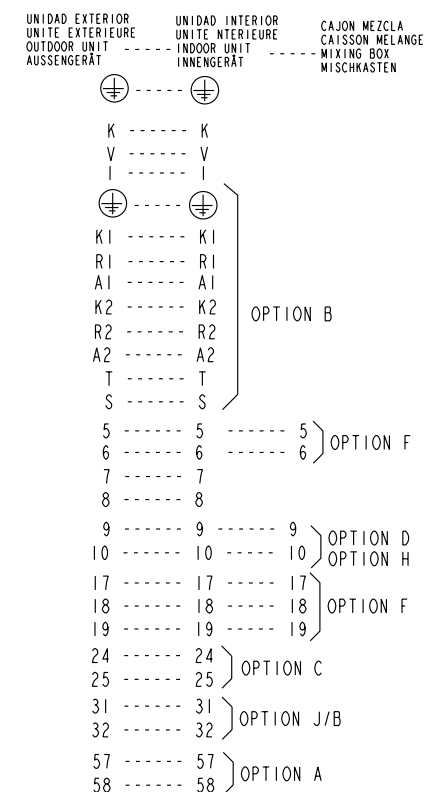 UNIDAD EXTERIOR
UNITE EXTERIEURE
OUTDOOR UNIT
AUSSENGERÄT
UNIDAD INTERIOR
UNITE NTERIEURE
INDOOR UNIT
INNENGERÄT
CAJON MEZCLA
CAISSON MELANGE
MIXING BOX
MISCHKASTEN
K ------ K
V ------ V
I ------ I
K1 ------ K1
R1 ------ R1
A1 ------ A1
K2 ------ K2
R2 ------ R2
A2 ------ A2
T ------ T
S ------ S
OPTION B
5 ------ 5 ------ 5
6 ------ 6 ------ 6
OPTION F
7 ------ 7
8 ------ 8
9 ------ 9 ------ 9
10 ------ 10 ----- 10
OPTION D
OPTION H
17 ------ 17 ----- 17
18 ------ 18 ----- 18
19 ------ 19 ----- 19
OPTION F
24 ------ 24
25 ------ 25
OPTION C
31 ------ 31
32 ------ 32
OPTION J/B
57 ------ 57
58 ------ 58
OPTION A